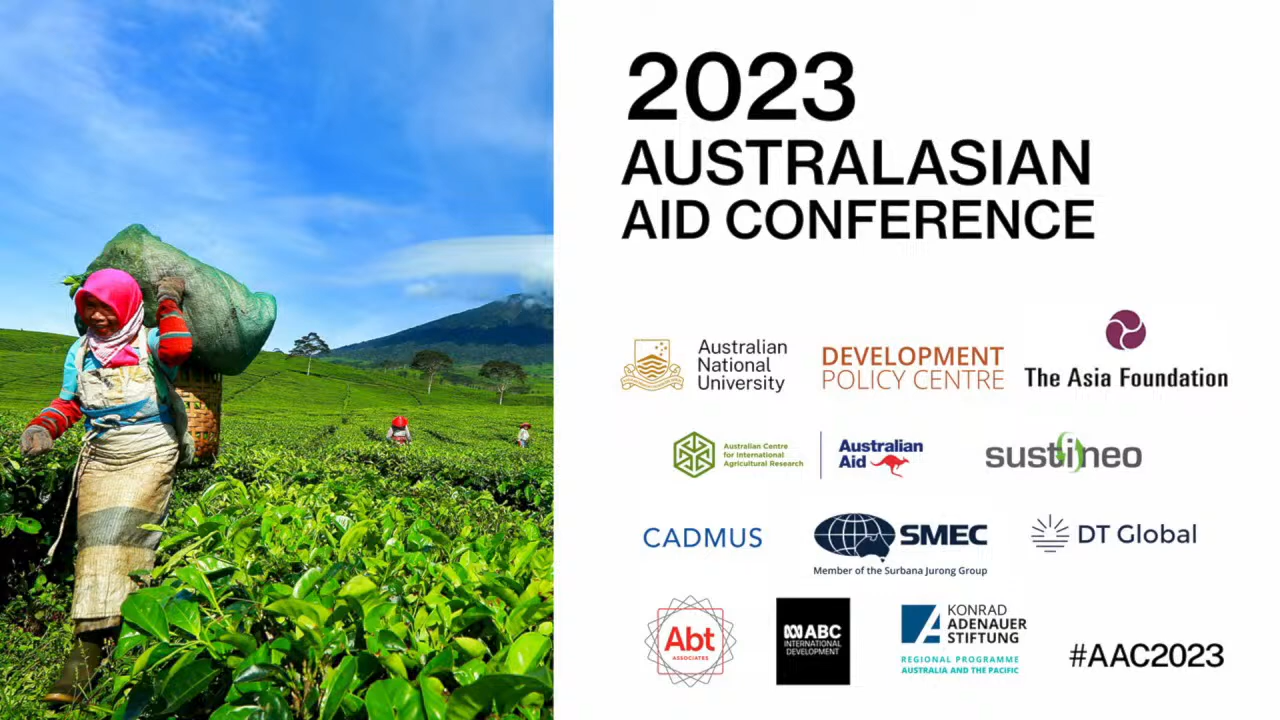 2023
AUSTRALASIAN
AID CONFERENCE
Australian
National
University
DEVELOPMENT
POLICY CENTRE
The Asia Foundation
Australian Centre
for International
Agricultural Research
Australian
Aid
sustineo
CADMUS
SMEC
Member of the Surbana Jurong Group
DT Global
Abt
ASSOCIATES
ABC
INTERNATIONAL
DEVELOPMENT
KONRAD
ADENAUER
STIFTUNG
REGIONAL PROGRAMME
AUSTRALIA AND THE PACIFIC
#AAC2023